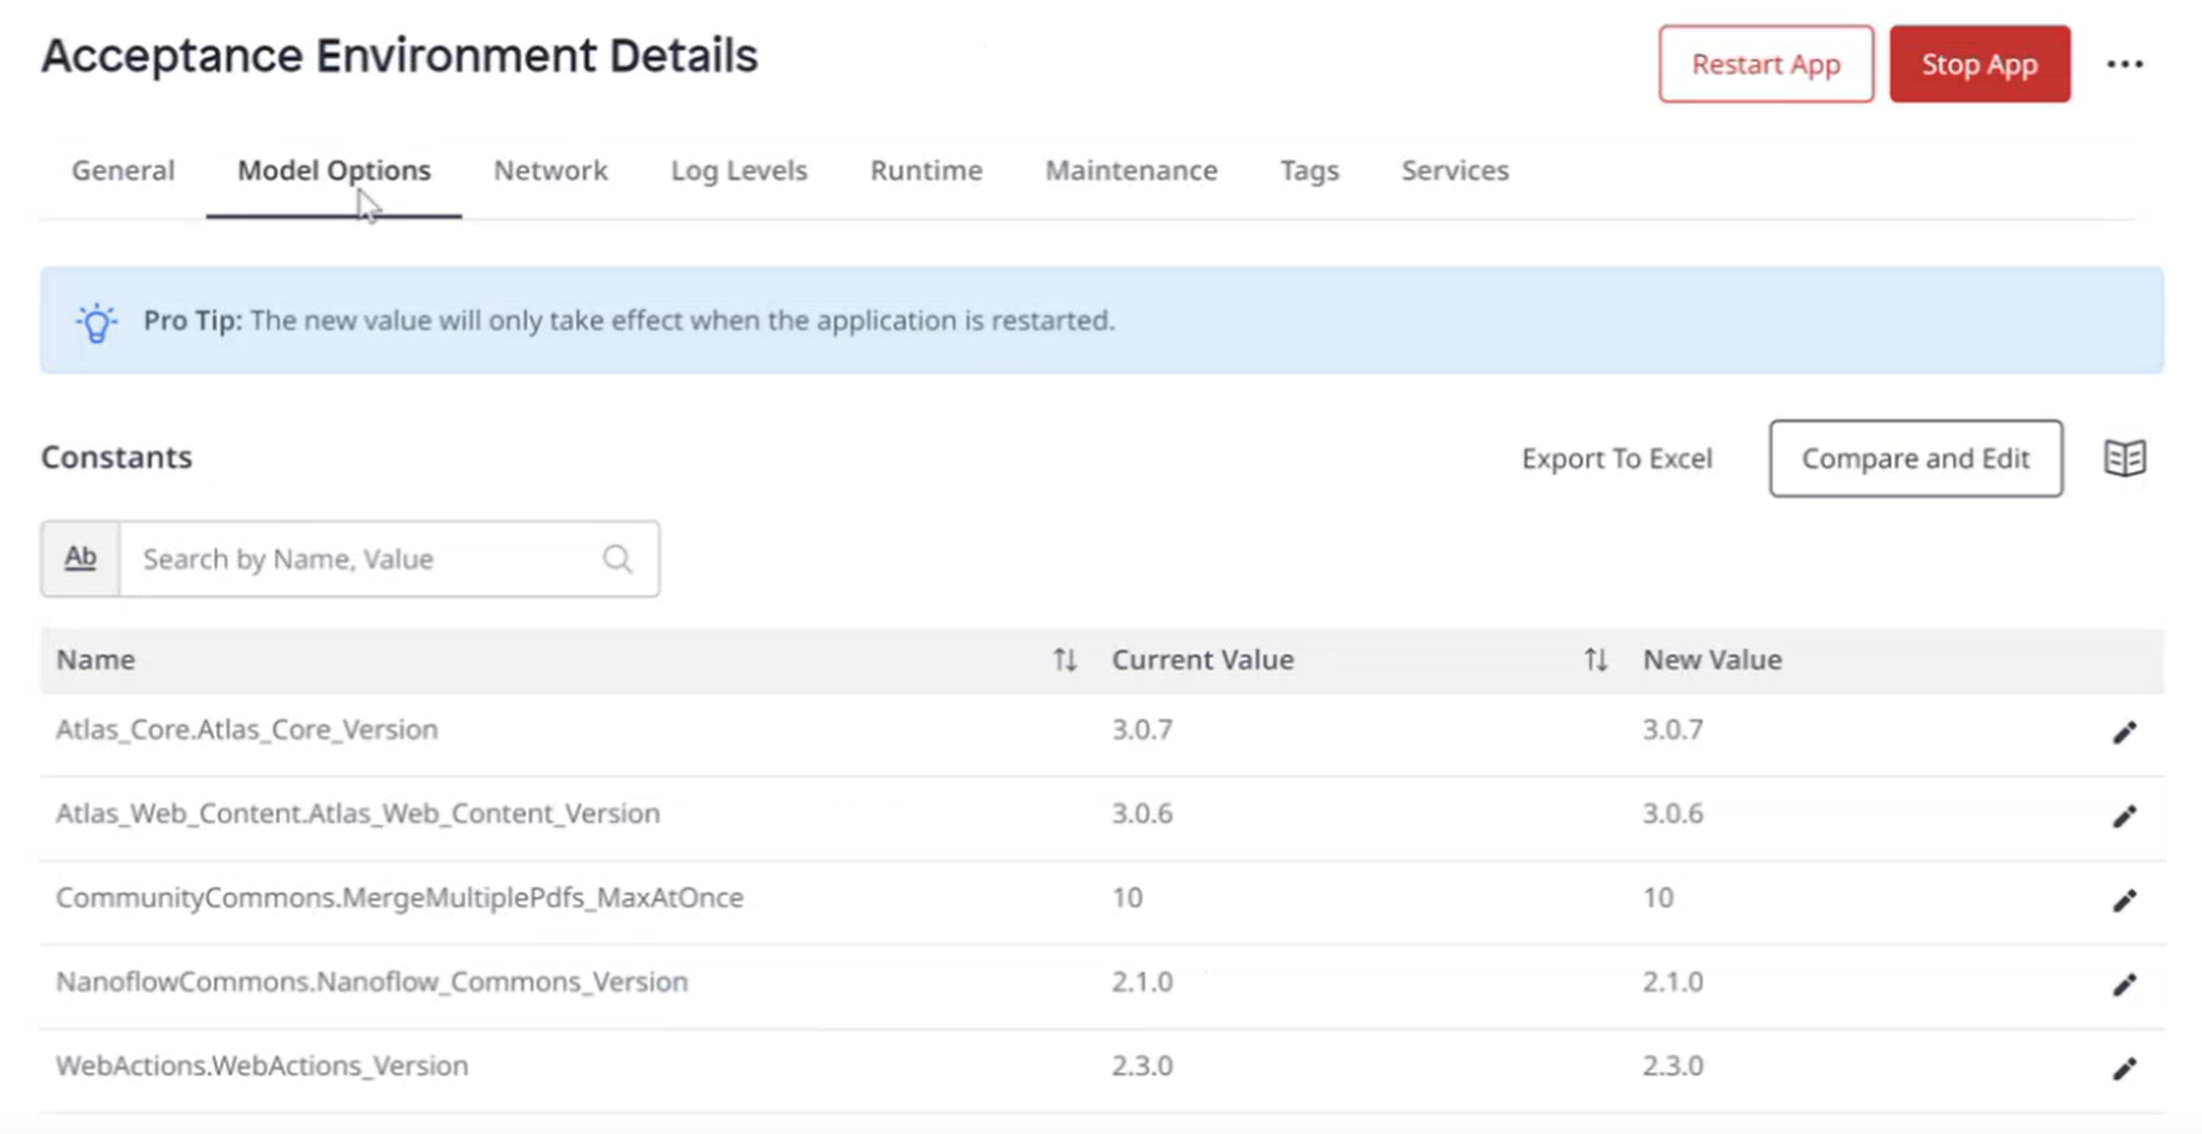 Acceptance Environment Details
Restart App
Stop App
General
Model Options
Network
Log Levels
Runtime
Maintenance
Tags
Services
Pro Tip: The new value will only take effect when the application is restarted.
Constants
Export To Excel
Compare and Edit
Ab
Search by Name, Value
Name Current Value New Value
Atlas_Core.Atlas_Core_Version 3.0.7 3.0.7
Atlas_Web_Content.Atlas_Web_Content_Version 3.0.6 3.0.6
CommunityCommons.MergeMultiplePdfs_MaxAtOnce 10 10
NanoflowCommons.Nanoflow_Commons_Version 2.1.0 2.1.0
WebActions.WebActions_Version 2.3.0 2.3.0